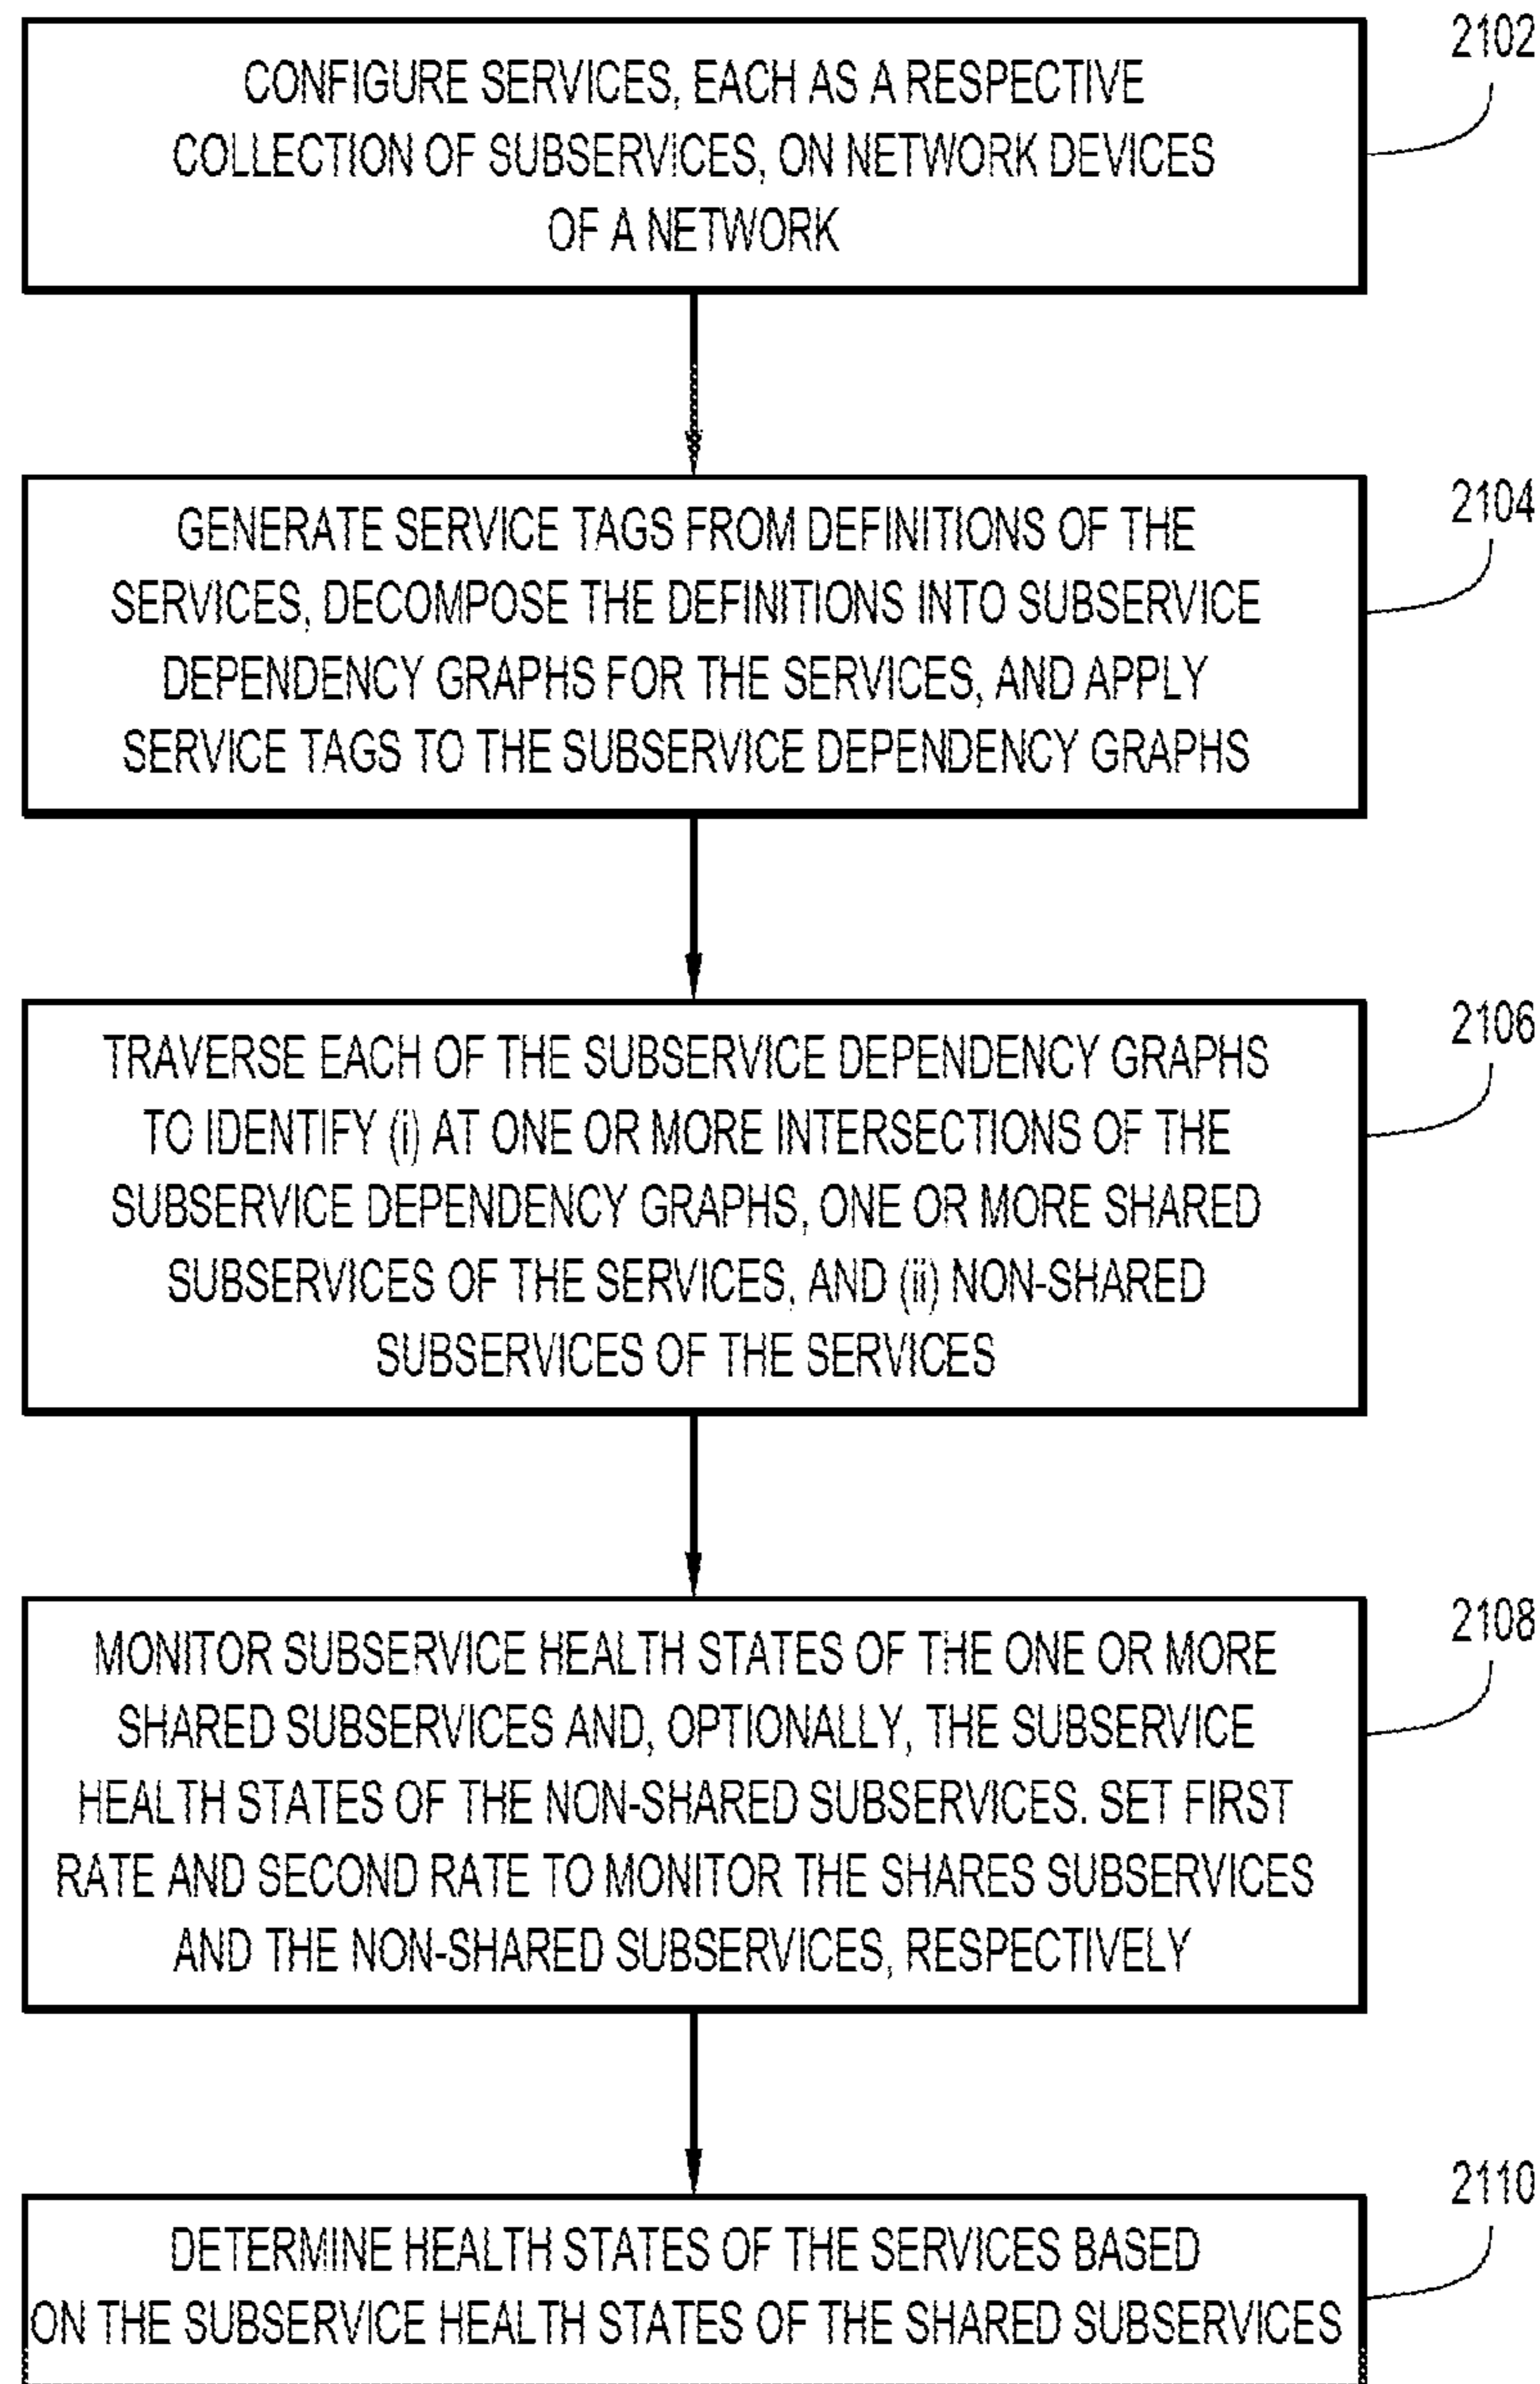 2102
CONFIGURE SERVICES, EACH AS A RESPECTIVE
COLLECTION OF SUBSERVICES, ON NETWORK DEVICES
OF A NETWORK
2104
GENERATE SERVICE TAGS FROM DEFINITIONS OF THE
SERVICES, DECOMPOSE THE DEFINITIONS INTO SUBSERVICE
DEPENDENCY GRAPHS FOR THE SERVICES, AND APPLY
SERVICE TAGS TO THE SUBSERVICE DEPENDENCY GRAPHS
2106
TRAVERSE EACH OF THE SUBSERVICE DEPENDENCY GRAPHS
TO IDENTIFY (i) AT ONE OR MORE INTERSECTIONS OF THE
SUBSERVICE DEPENDENCY GRAPHS, ONE OR MORE SHARED
SUBSERVICES OF THE SERVICES, AND (ii) NON-SHARED
SUBSERVICES OF THE SERVICES
2108
MONITOR SUBSERVICE HEALTH STATES OF THE ONE OR MORE
SHARED SUBSERVICES AND, OPTIONALLY, THE SUBSERVICE
HEALTH STATES OF THE NON-SHARED SUBSERVICES. SET FIRST
RATE AND SECOND RATE TO MONITOR THE SHARES SUBSERVICES
AND THE NON-SHARED SUBSERVICES, RESPECTIVELY
2110
DETERMINE HEALTH STATES OF THE SERVICES BASED
ON THE SUBSERVICE HEALTH STATES OF THE SHARED SUBSERVICES